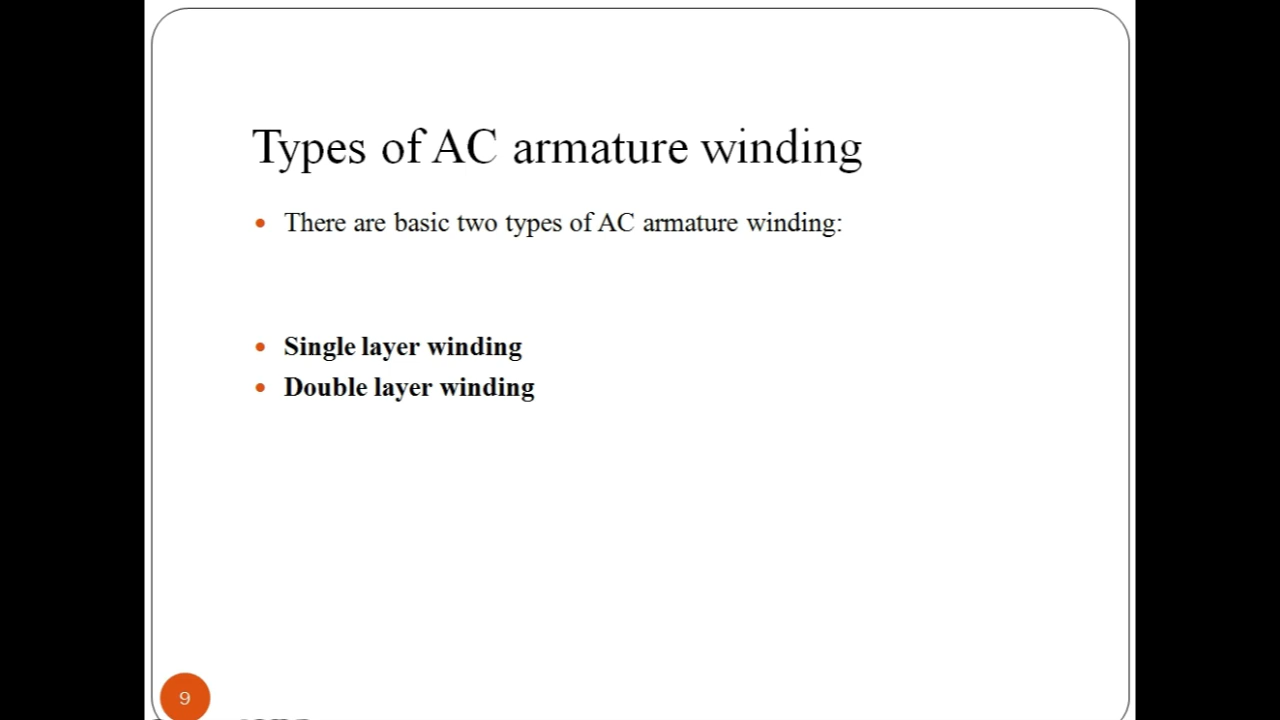 Types of AC armature winding
There are basic two types of AC armature winding:
Single layer winding
Double layer winding
9